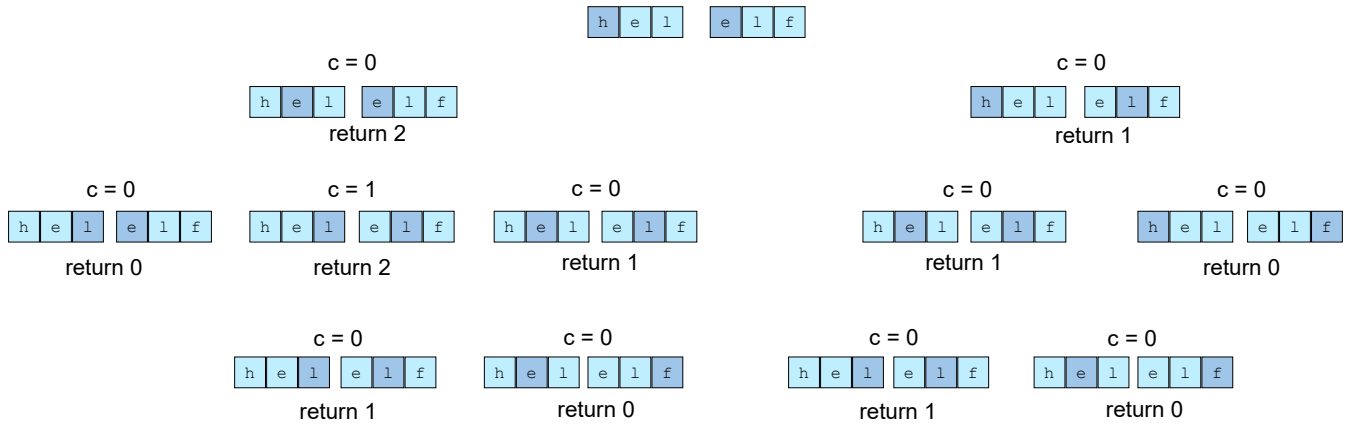 h e l e l f
c = 0 c = 0
h e l e l f h e l e l f
return 2 return 1
c = 0 c = 1 c = 0 c = 0 c = 0
h e l e l f h e l e l f h e l e l f h e l e l f h e l e l f
return 0 return 2 return 1 return 1 return 0
c = 0 c = 0 c = 0 c = 0
h e l e l f h e l e l f h e l e l f h e l e l f
return 1 return 0 return 1 return 0